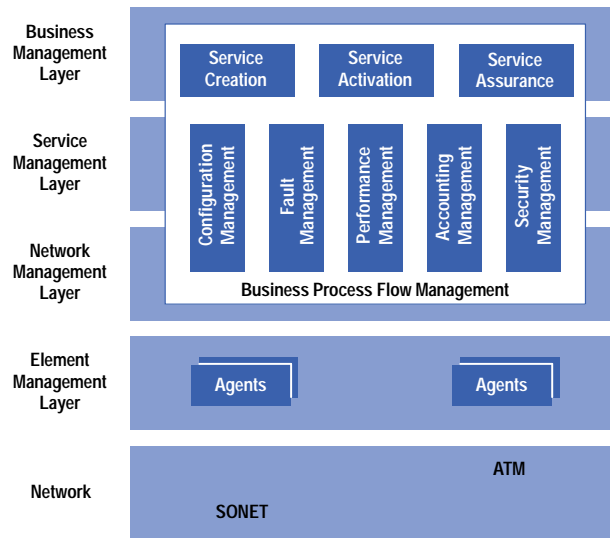 Business
Management
Layer
Service
Creation
Service
Activation
Service
Assurance
Service
Management
Layer
Configuration
Management
Fault
Management
Performance
Management
Accounting
Management
Security
Management
Network
Management
Layer
Business Process Flow Management
Element
Management
Layer
Agents
Agents
Network
ATM
SONET